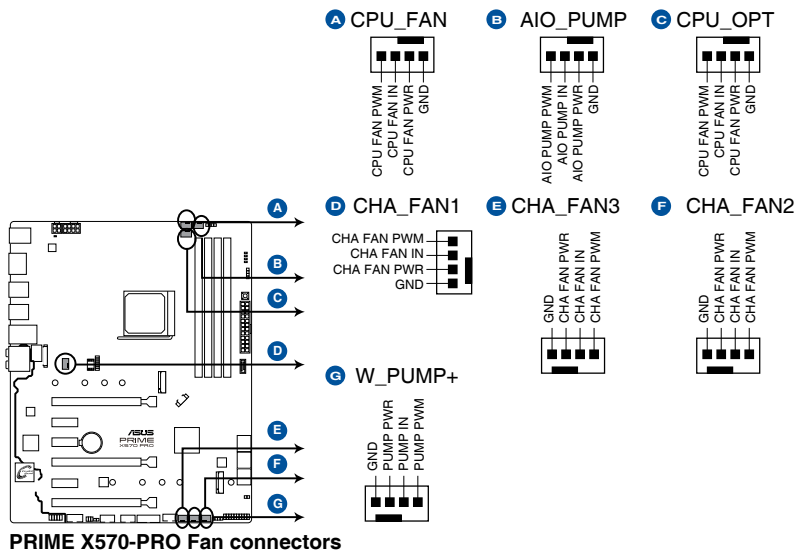 A CPU_FAN
CPU FAN PWM
CPU FAN IN
CPU FAN PWR
GND
B AIO_PUMP
AIO PUMP PWM
AIO PUMP IN
AIO PUMP PWR
GND
C CPU_OPT
CPU FAN PWM
CPU FAN IN
CPU FAN PWR
GND
D CHA_FAN1
CHA FAN PWM
CHA FAN IN
CHA FAN PWR
GND
E CHA_FAN3
GND
CHA FAN PWR
CHA FAN IN
CHA FAN PWM
F CHA_FAN2
GND
CHA FAN PWR
CHA FAN IN
CHA FAN PWM
G W_PUMP+
GND
PUMP PWR
PUMP IN
PUMP PWM
A
B
C
D
E
F
G
ASUS
PRIME
X570-PRO
PRIME X570-PRO Fan connectors